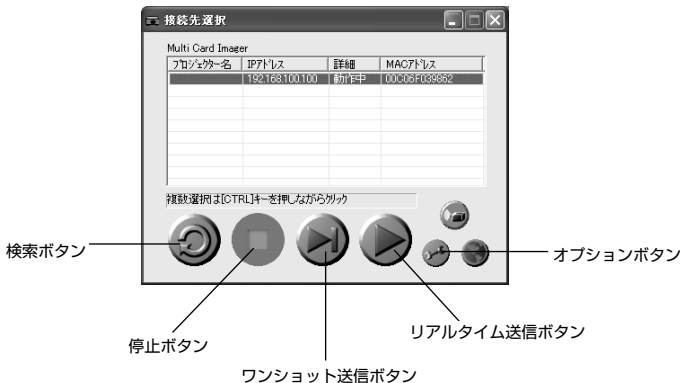 接続先選択
Multi Card Imager
プロジェクター名 IPアドレス 詳細 MACアドレス
192.168.100.100 動作中 00C06F039862
複数選択は[CTRL]キーを押しながらクリック
検索ボタン
オプションボタン
リアルタイム送信ボタン
停止ボタン
ワンショット送信ボタン